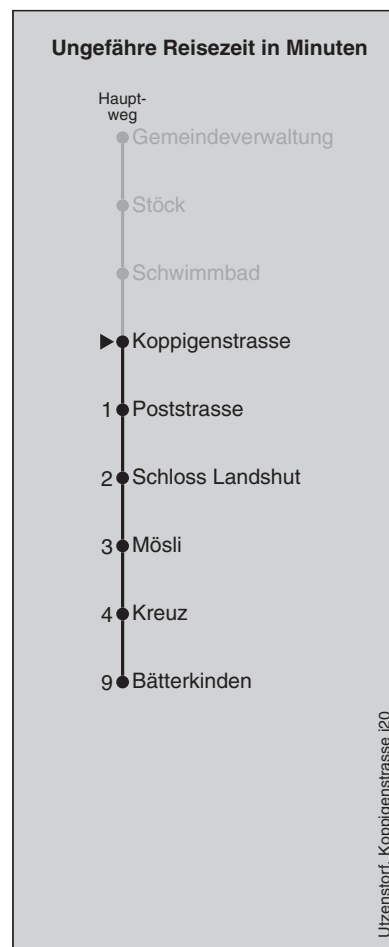 Ungefähre Reisezeit in Minuten
Haupt-
weg
Gemeindeverwaltung
Stöck
Schwimmbad
Koppigenstrasse
1 Poststrasse
2 Schloss Landshut
3 Mösli
4 Kreuz
9 Bätterkinden
Utzenstorf, Koppigenstrasse j20